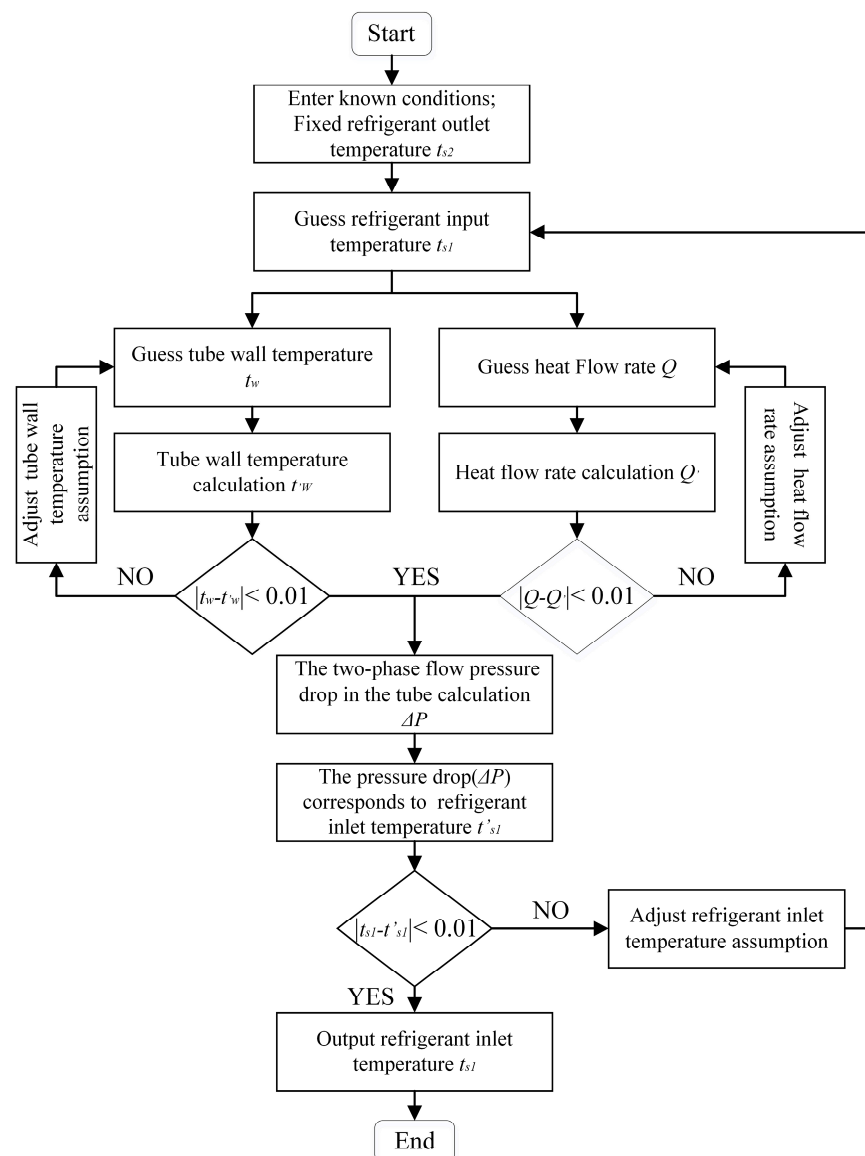 Start
Enter known conditions;
Fixed refrigerant outlet
temperature ts2
Guess refrigerant input
temperature ts1
Guess tube wall temperature
tw
Guess heat Flow rate Q
Adjust tube wall
temperature
assumption
Tube wall temperature
calculation t'W
Heat flow rate calculation Q'
Adjust heat flow
rate assumption
NO
|tw-t'w|< 0.01
YES
|Q-Q'|< 0.01
NO
The two-phase flow pressure
drop in the tube calculation
ΔP
The pressure drop(ΔP)
corresponds to refrigerant
inlet temperature t's1
|ts1-t's1|< 0.01
NO
Adjust refrigerant inlet
temperature assumption
YES
Output refrigerant inlet
temperature ts1
End